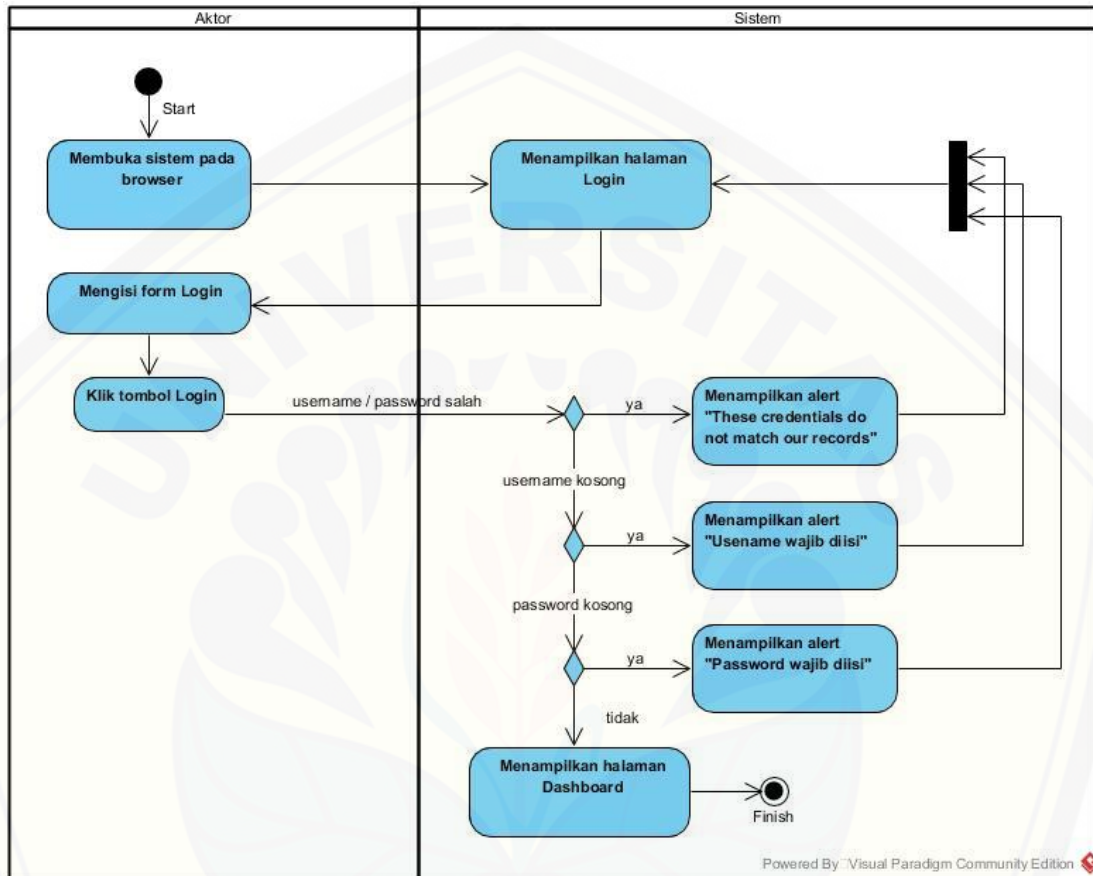 Aktor
Sistem
Start
Membuka sistem pada
browser
Menampilkan halaman
Login
Mengisi form Login
Klik tombol Login
username / password salah
ya
Menampilkan alert
"These credentials do
not match our records"
username kosong
ya
Menampilkan alert
"Usename wajib diisi"
password kosong
ya
Menampilkan alert
"Password wajib diisi"
tidak
Menampilkan halaman
Dashboard
Finish
UNIVERSITAS
Powered By Visual Paradigm Community Edition